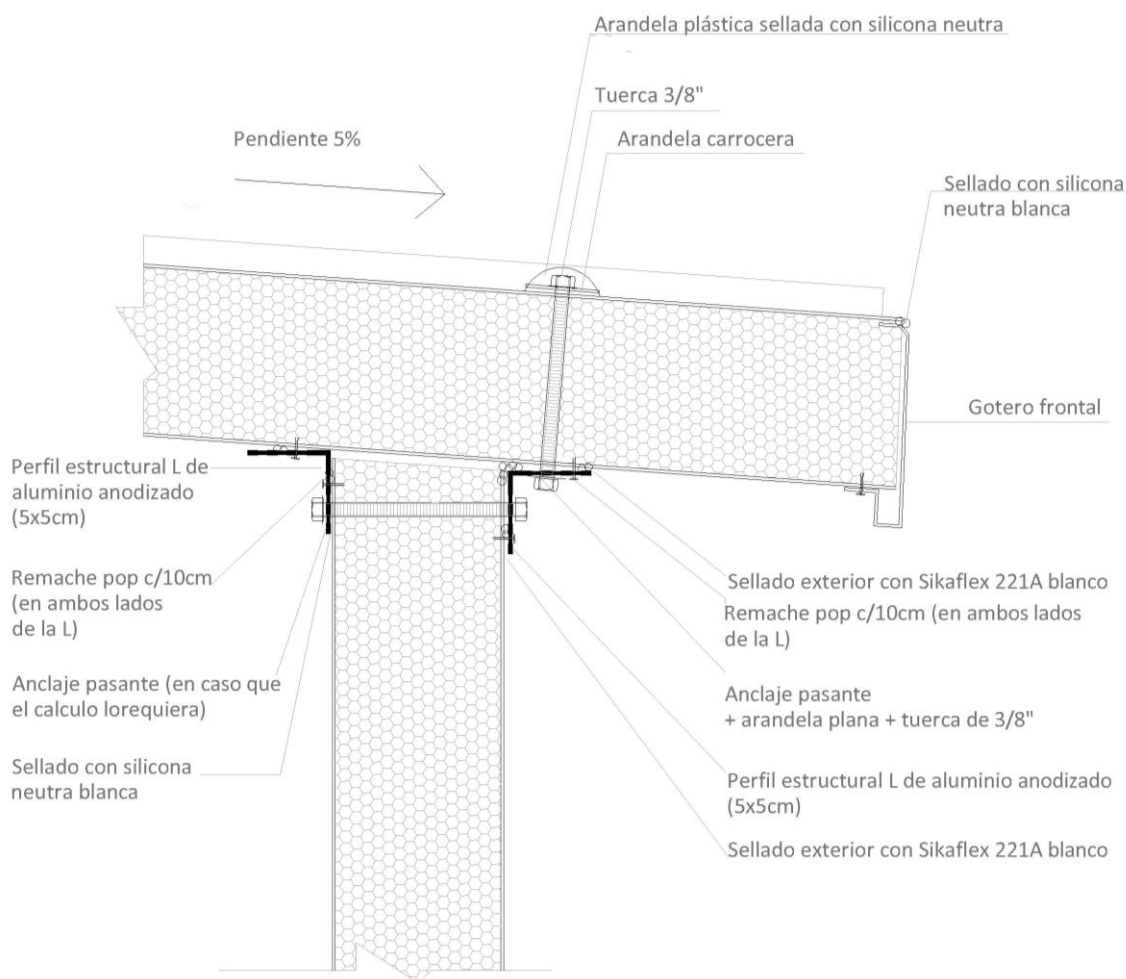 Arandela plástica sellada con silicona neutra
Tuerca 3/8"
Pendiente 5%
Arandela carrocera
Sellado con silicona
neutra blanca
Gotero frontal
Perfil estructural L de
aluminio anodizado
(5x5cm)
Remache pop c/10cm
(en ambos lados
de la L)
Anclaje pasante (en caso que
el calculo lorequiera)
Sellado con silicona
neutra blanca
Sellado exterior con Sikaflex 221A blanco
Remache pop c/10cm (en ambos lados
de la L)
Anclaje pasante
+ arandela plana + tuerca de 3/8"
Perfil estructural L de aluminio anodizado
(5x5cm)
Sellado exterior con Sikaflex 221A blanco